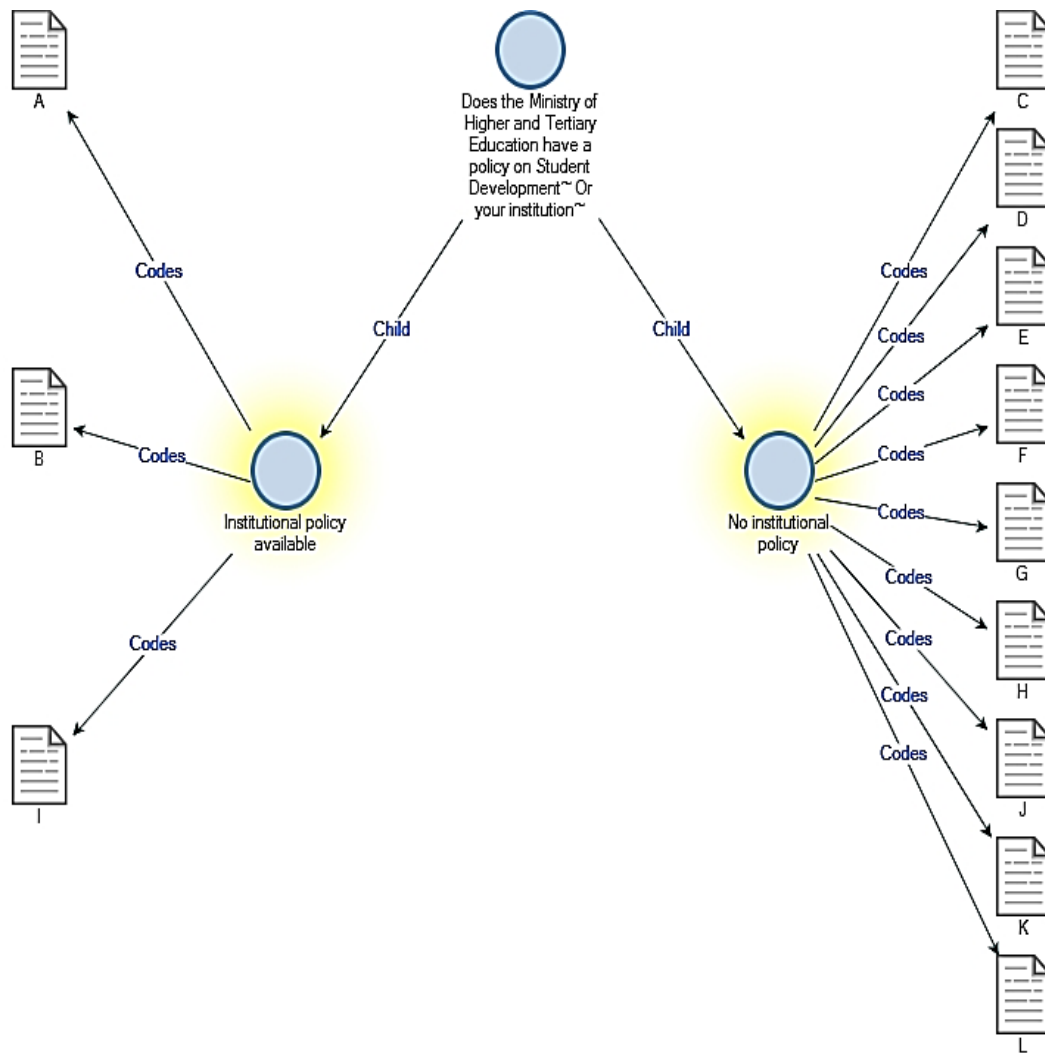 A
Does the Ministry of
Higher and Tertiary
Education have a
policy on Student
Development~ Or
your institution~
C
D
Codes
Codes
Child
Child
Codes
E
Codes
B
Codes
Codes
F
Institutional policy
available
No institutional
policy
Codes
G
Codes
Codes
Codes
H
Codes
Codes
I
J
K
L